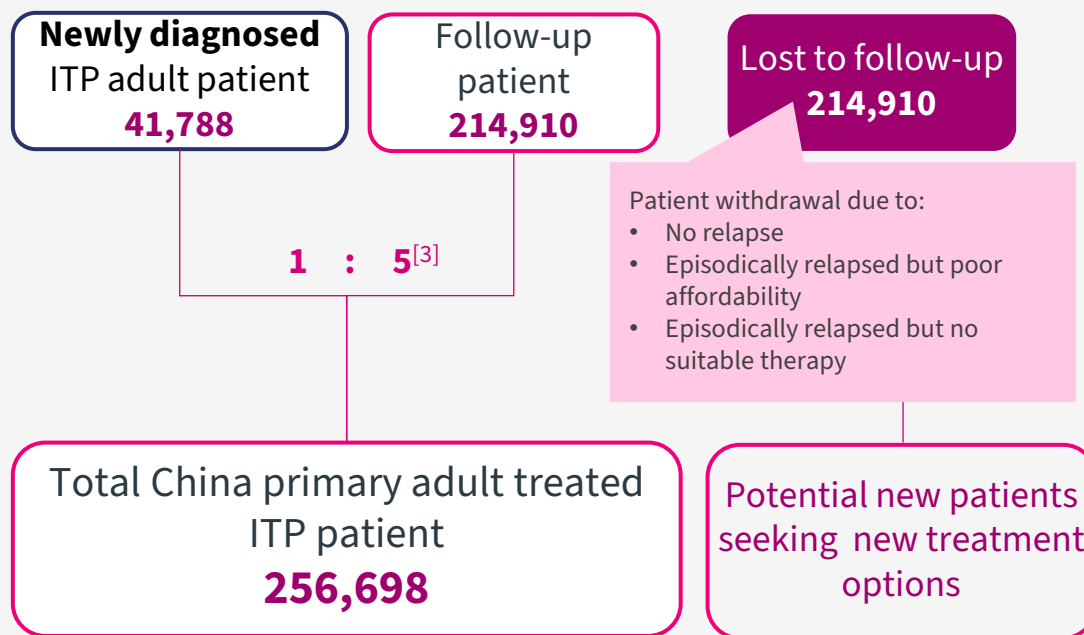 Newly diagnosed
ITP adult patient
41,788
Follow-up
patient
214,910
Lost to follow-up
214,910
Patient withdrawal due to:
• No relapse
• Episodically relapsed but poor
affordability
• Episodically relapsed but no
suitable therapy
1 : 5[3]
Total China primary adult treated
ITP patient
256,698
Potential new patients
seeking new treatment
options